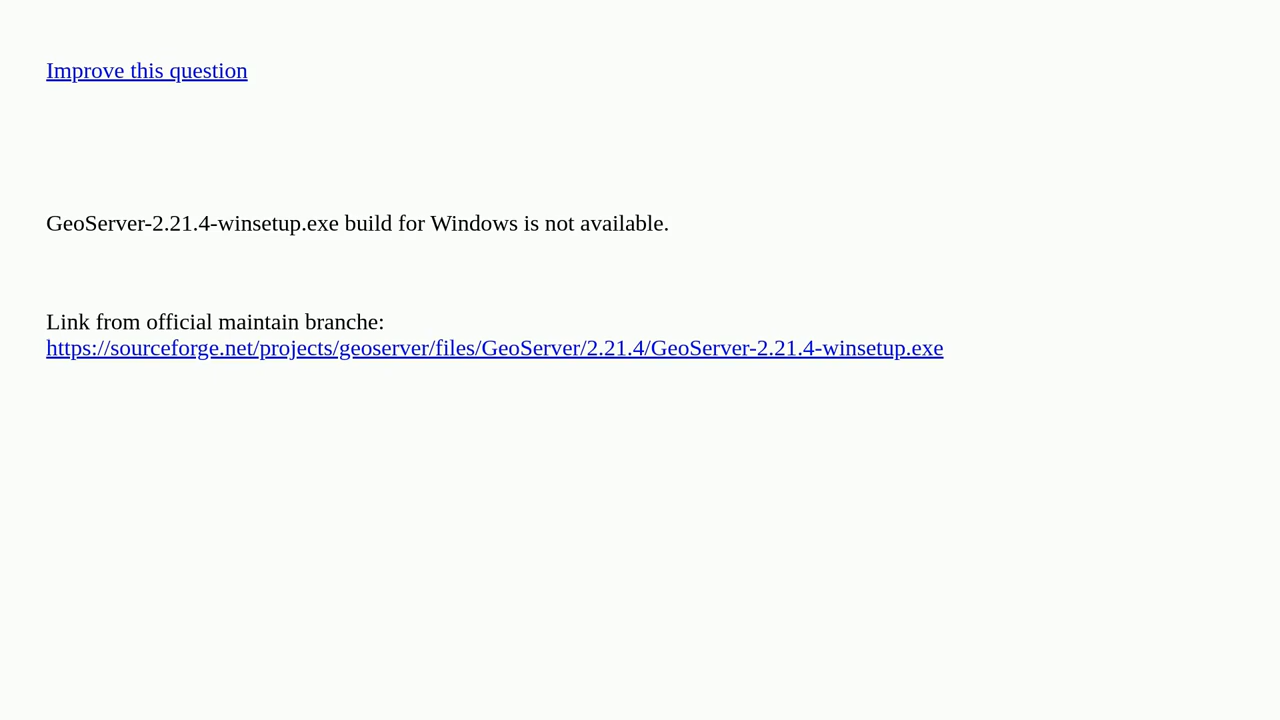 Improve this question
GeoServer-2.21.4-winsetup.exe build for Windows is not available.
Link from official maintain branche:
https://sourceforge.net/projects/geoserver/files/GeoServer/2.21.4/GeoServer-2.21.4-winsetup.exe